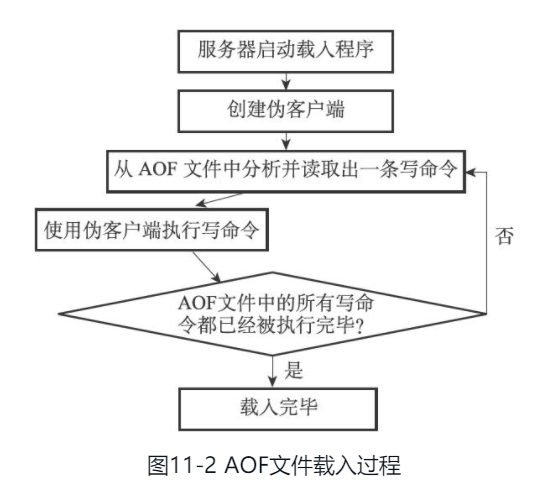 服务器启动载入程序
创建伪客户端
从 AOF 文件中分析并读取出一条写命令
使用伪客户端执行写命令
否
AOF文件中的所有写命
令都已经被执行完毕?
是
载入完毕
图11-2 AOF文件载入过程